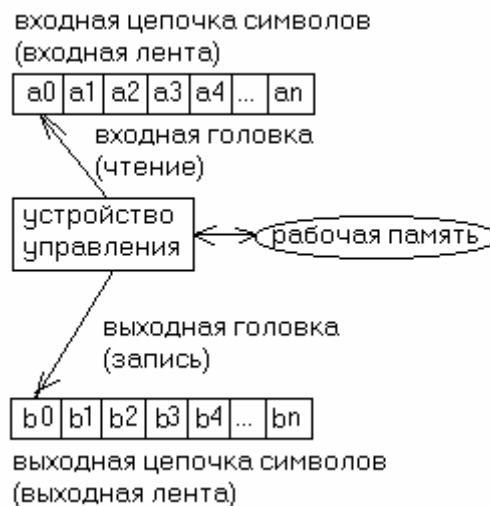 входная цепочка символов
(входная лента)
a0 a1 a2 a3 a4 ... an
входная головка
(чтение)
устройство
управления
рабочая память
выходная головка
(запись)
b0 b1 b2 b3 b4 ... bn
выходная цепочка символов
(выходная лента)